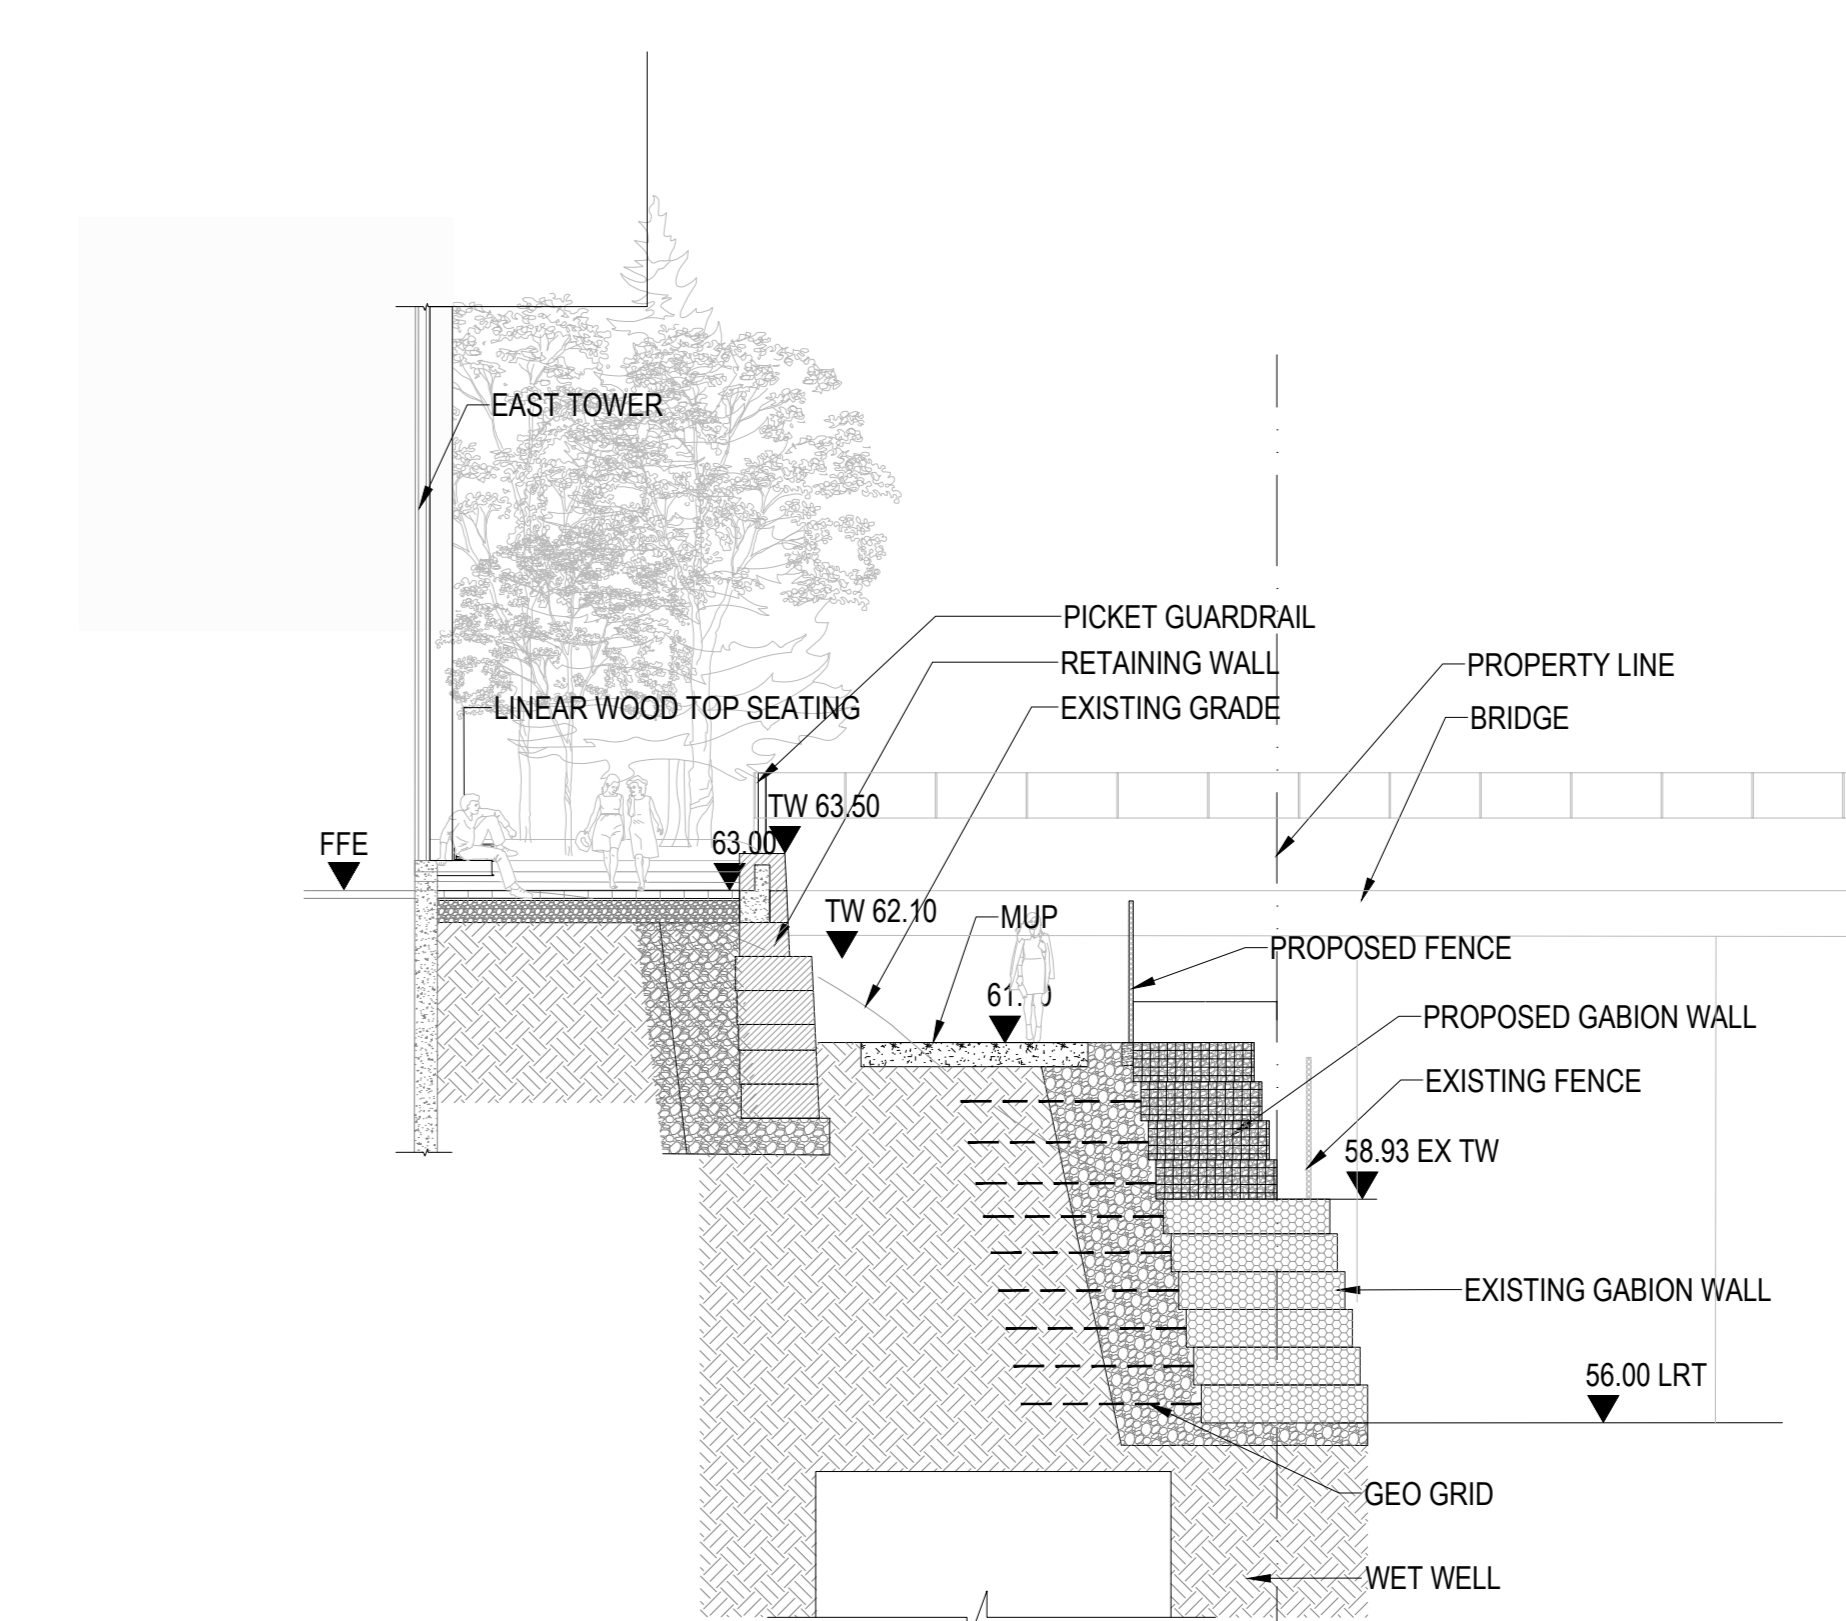 EAST TOWER
PICKET GUARDRAIL
RETAINING WALL
PROPERTY LINE
LINEAR WOOD TOP SEATING
EXISTING GRADE
BRIDGE
TW 63.50
FFE
63.00
TW 62.10
MUP
PROPOSED FENCE
PROPOSED GABION WALL
EXISTING FENCE
58.93 EX TW
EXISTING GABION WALL
56.00 LRT
GEO GRID
WET WELL